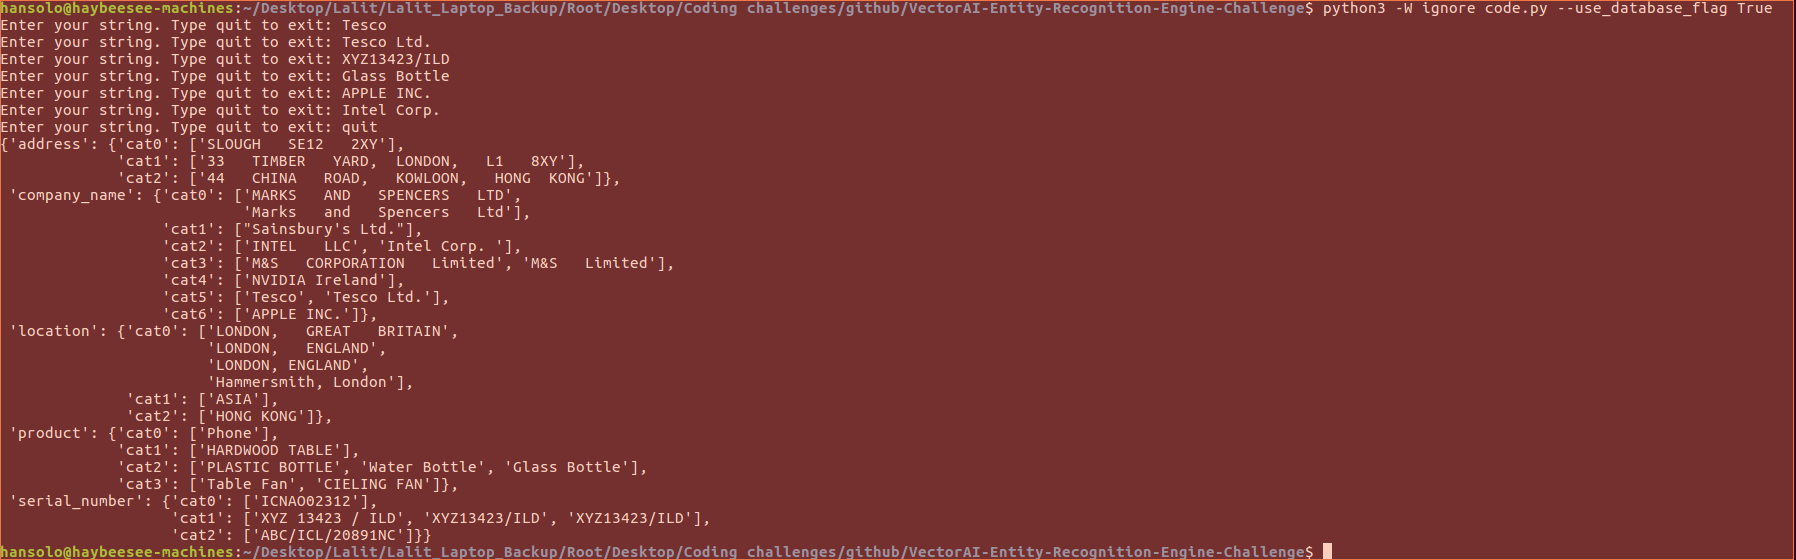 hansolo@haybeesee-machines:~/Desktop/Lalit/Lalit_Laptop_Backup/Root/Desktop/Coding challenges/github/VectorAI-Entity-Recognition-Engine-Challenge$ python3 -W ignore code.py --use_database_flag True
Enter your string. Type quit to exit: Tesco
Enter your string. Type quit to exit: Tesco Ltd.
Enter your string. Type quit to exit: XYZ13423/ILD
Enter your string. Type quit to exit: Glass Bottle
Enter your string. Type quit to exit: APPLE INC.
Enter your string. Type quit to exit: Intel Corp.
Enter your string. Type quit to exit: quit
{'address': {'cat0': ['SLOUGH   SE12   2XY'],
             'cat1': ['33   TIMBER   YARD,  LONDON,   L1   8XY'],
             'cat2': ['44   CHINA   ROAD,   KOWLOON,   HONG  KONG']},
 'company_name': {'cat0': ['MARKS   AND   SPENCERS   LTD',
                           'Marks   and   Spencers   Ltd'],
                  'cat1': ["Sainsbury's Ltd."],
                  'cat2': ['INTEL   LLC', 'Intel Corp. '],
                  'cat3': ['M&S   CORPORATION   Limited', 'M&S   Limited'],
                  'cat4': ['NVIDIA Ireland'],
                  'cat5': ['Tesco', 'Tesco Ltd.'],
                  'cat6': ['APPLE INC.']},
 'location': {'cat0': ['LONDON,   GREAT   BRITAIN',
                       'LONDON,   ENGLAND',
                       'LONDON, ENGLAND',
                       'Hammersmith, London'],
              'cat1': ['ASIA'],
              'cat2': ['HONG KONG']},
 'product': {'cat0': ['Phone'],
             'cat1': ['HARDWOOD TABLE'],
             'cat2': ['PLASTIC BOTTLE', 'Water Bottle', 'Glass Bottle'],
             'cat3': ['Table Fan', 'CIELING FAN']},
 'serial_number': {'cat0': ['ICNAO02312'],
                   'cat1': ['XYZ 13423 / ILD', 'XYZ13423/ILD', 'XYZ13423/ILD'],
                   'cat2': ['ABC/ICL/20891NC']}}
hansolo@haybeesee-machines:~/Desktop/Lalit/Lalit_Laptop_Backup/Root/Desktop/Coding challenges/github/VectorAI-Entity-Recognition-Engine-Challenge$